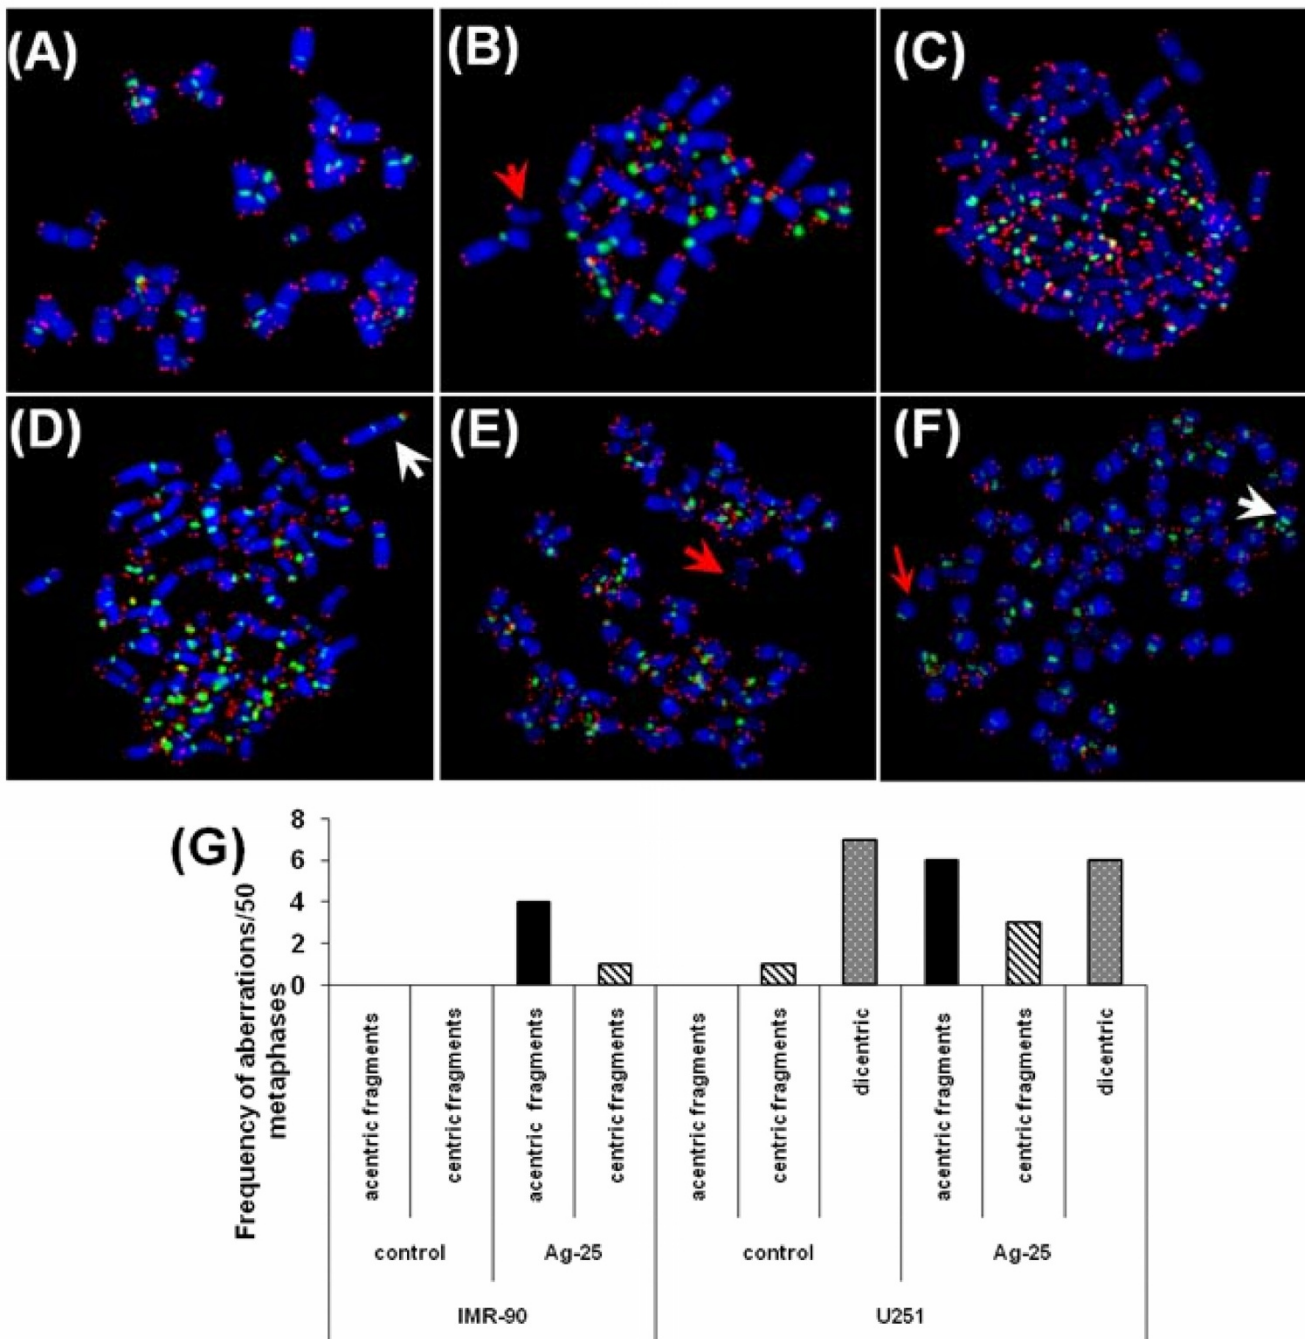 (A)
(B)
(C)
(D)
(E)
(F)
(G)
Frequency of aberrations/50
metaphases
8
6
4
2
0
acentric fragments
centric fragments
acentric fragments
centric fragments
acentric fragments
centric fragments
dicentric
acentric fragments
centric fragments
dicentric
control
Ag-25
control
Ag-25
IMR-90
U251